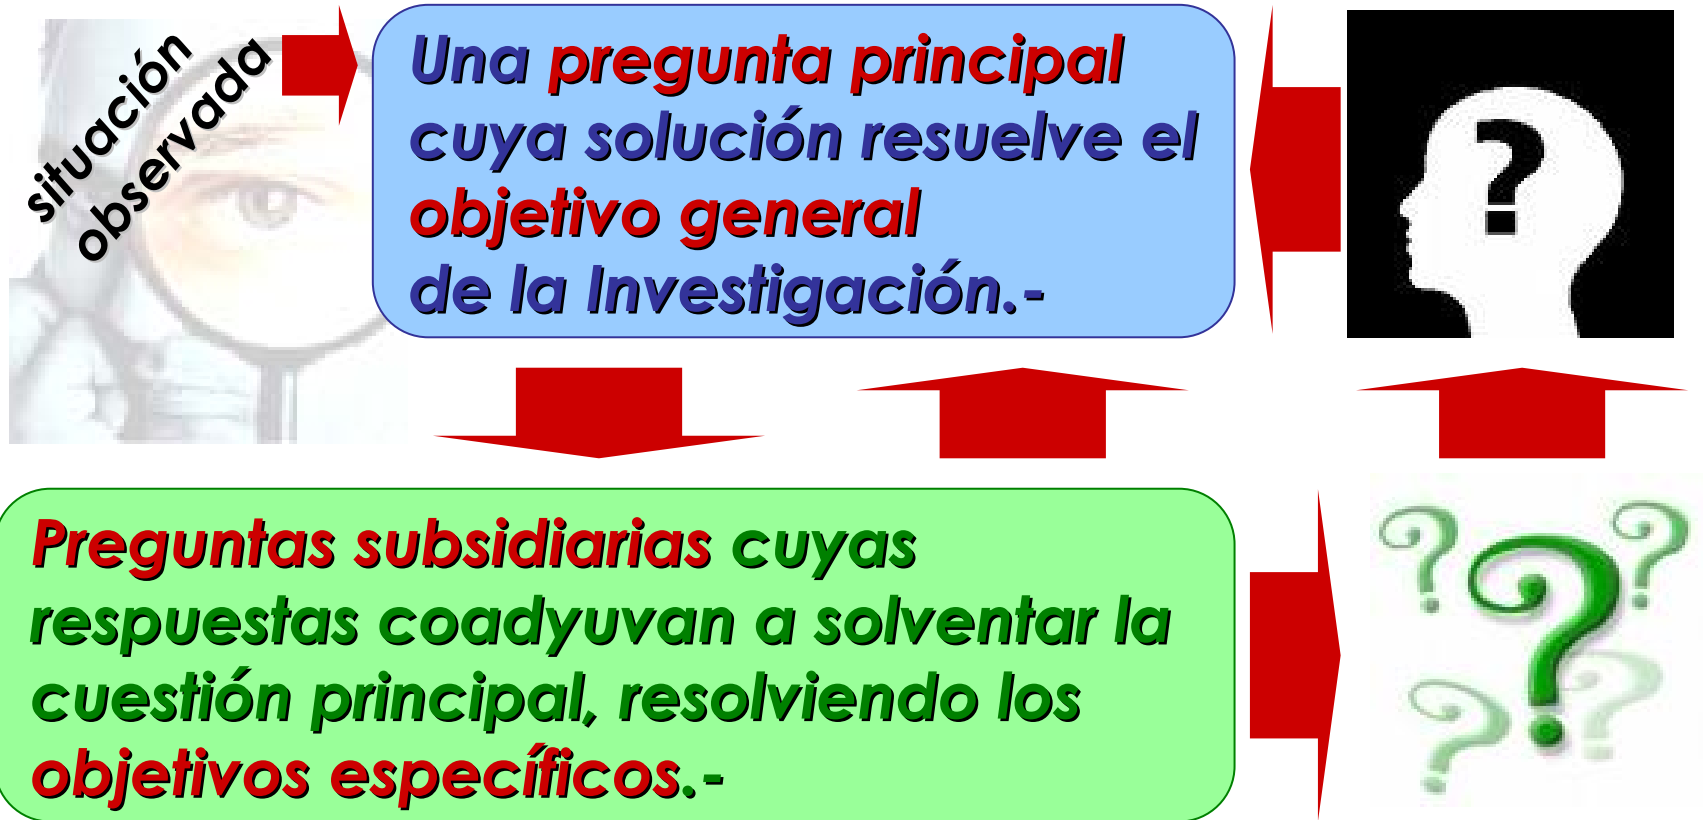 situación
observada
Una pregunta principal
cuya solución resuelve el
objetivo general
de la Investigación.-
?
Preguntas subsidiarias cuyas
respuestas coadyuvan a solventar la
cuestión principal, resolviendo los
objetivos específicos.-
? ? ?
? ?